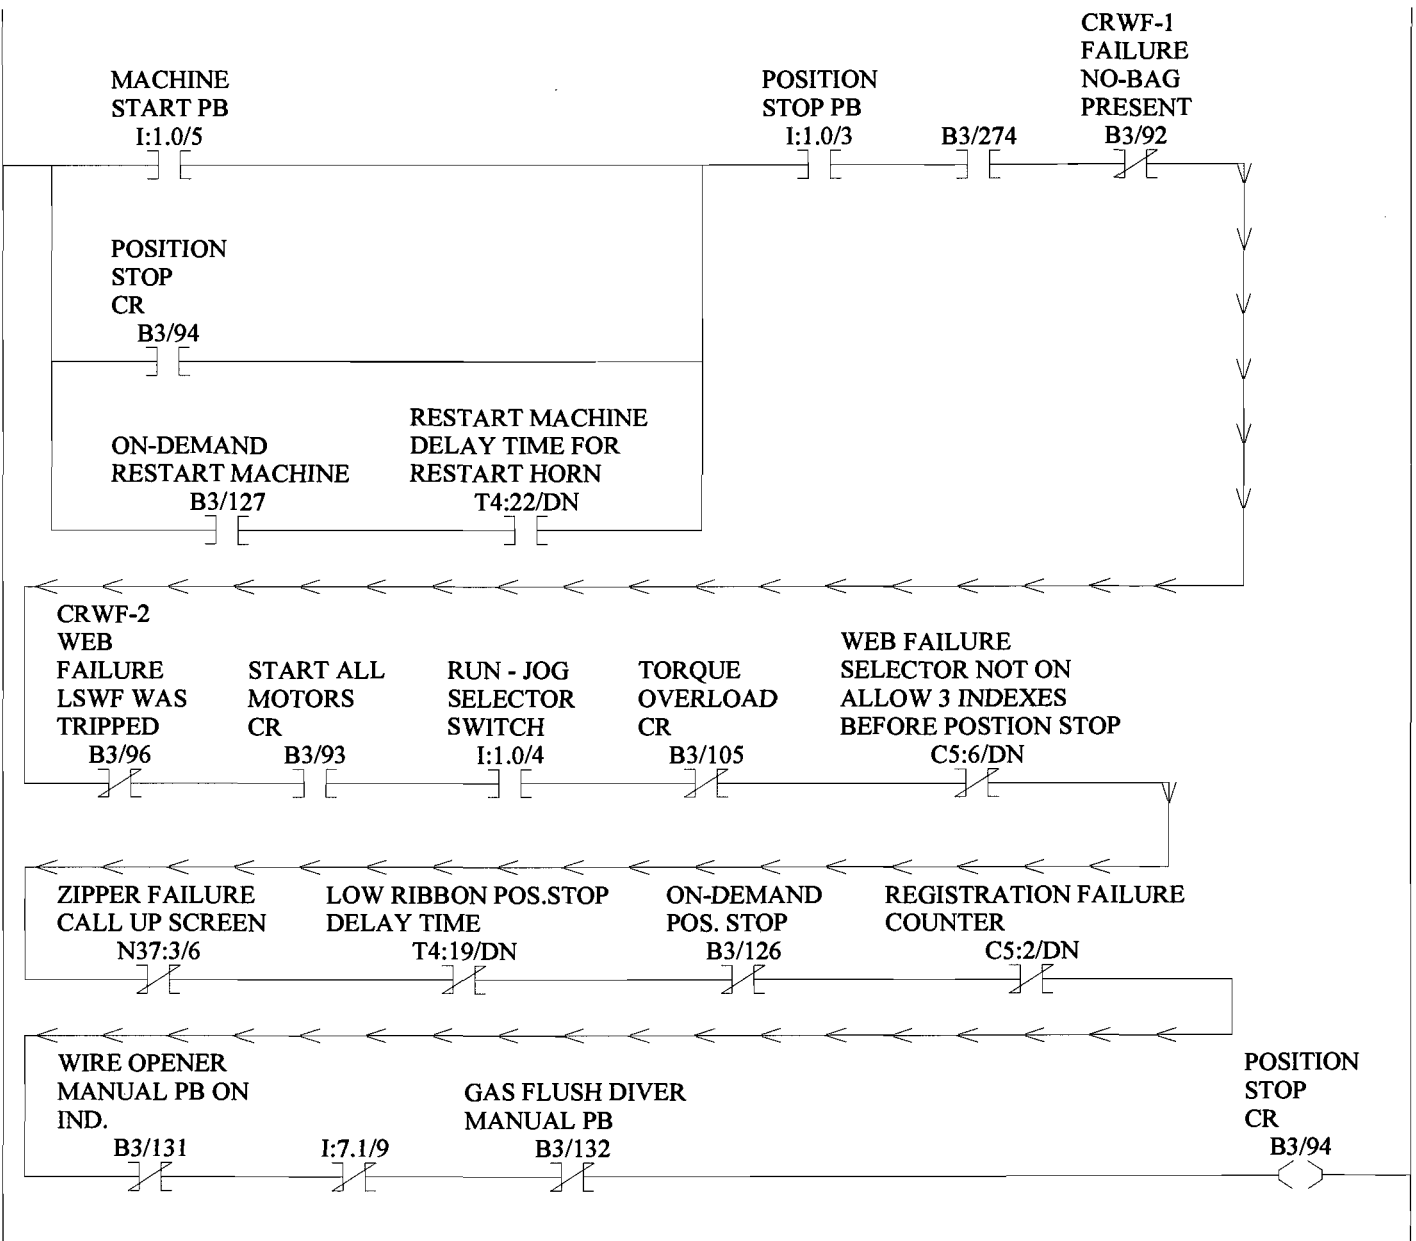 MACHINE
START PB
I:1.0/5
POSITION
STOP PB
I:1.0/3
B3/274
CRWF-1
FAILURE
NO-BAG
PRESENT
B3/92
POSITION
STOP
CR
B3/94
ON-DEMAND
RESTART MACHINE
B3/127
RESTART MACHINE
DELAY TIME FOR
RESTART HORN
T4:22/DN
CRWF-2
WEB
FAILURE
LSWF WAS
TRIPPED
B3/96
START ALL
MOTORS
CR
B3/93
RUN - JOG
SELECTOR
SWITCH
I:1.0/4
TORQUE
OVERLOAD
CR
B3/105
WEB FAILURE
SELECTOR NOT ON
ALLOW 3 INDEXES
BEFORE POSTION STOP
C5:6/DN
ZIPPER FAILURE
CALL UP SCREEN
N37:3/6
LOW RIBBON POS.STOP
DELAY TIME
T4:19/DN
ON-DEMAND
POS. STOP
B3/126
REGISTRATION FAILURE
COUNTER
C5:2/DN
WIRE OPENER
MANUAL PB ON
IND.
B3/131
I:7.1/9
GAS FLUSH DIVER
MANUAL PB
B3/132
POSITION
STOP
CR
B3/94